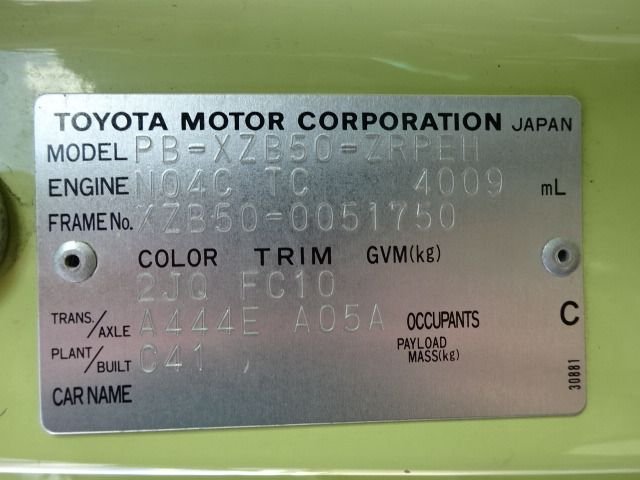 TOYOTA MOTOR CORPORATION JAPAN
MODEL PB-XZB50-ZRPEH
ENGINE N04C TC 4009 mL
FRAME No. XZB50-0051750
COLOR TRIM GVM(kg)
2JQ FC10
TRANS./AXLE A444E A05A OCCUPANTS C
PLANT/BUILT C41 , PAYLOAD MASS(kg)
CAR NAME
30881